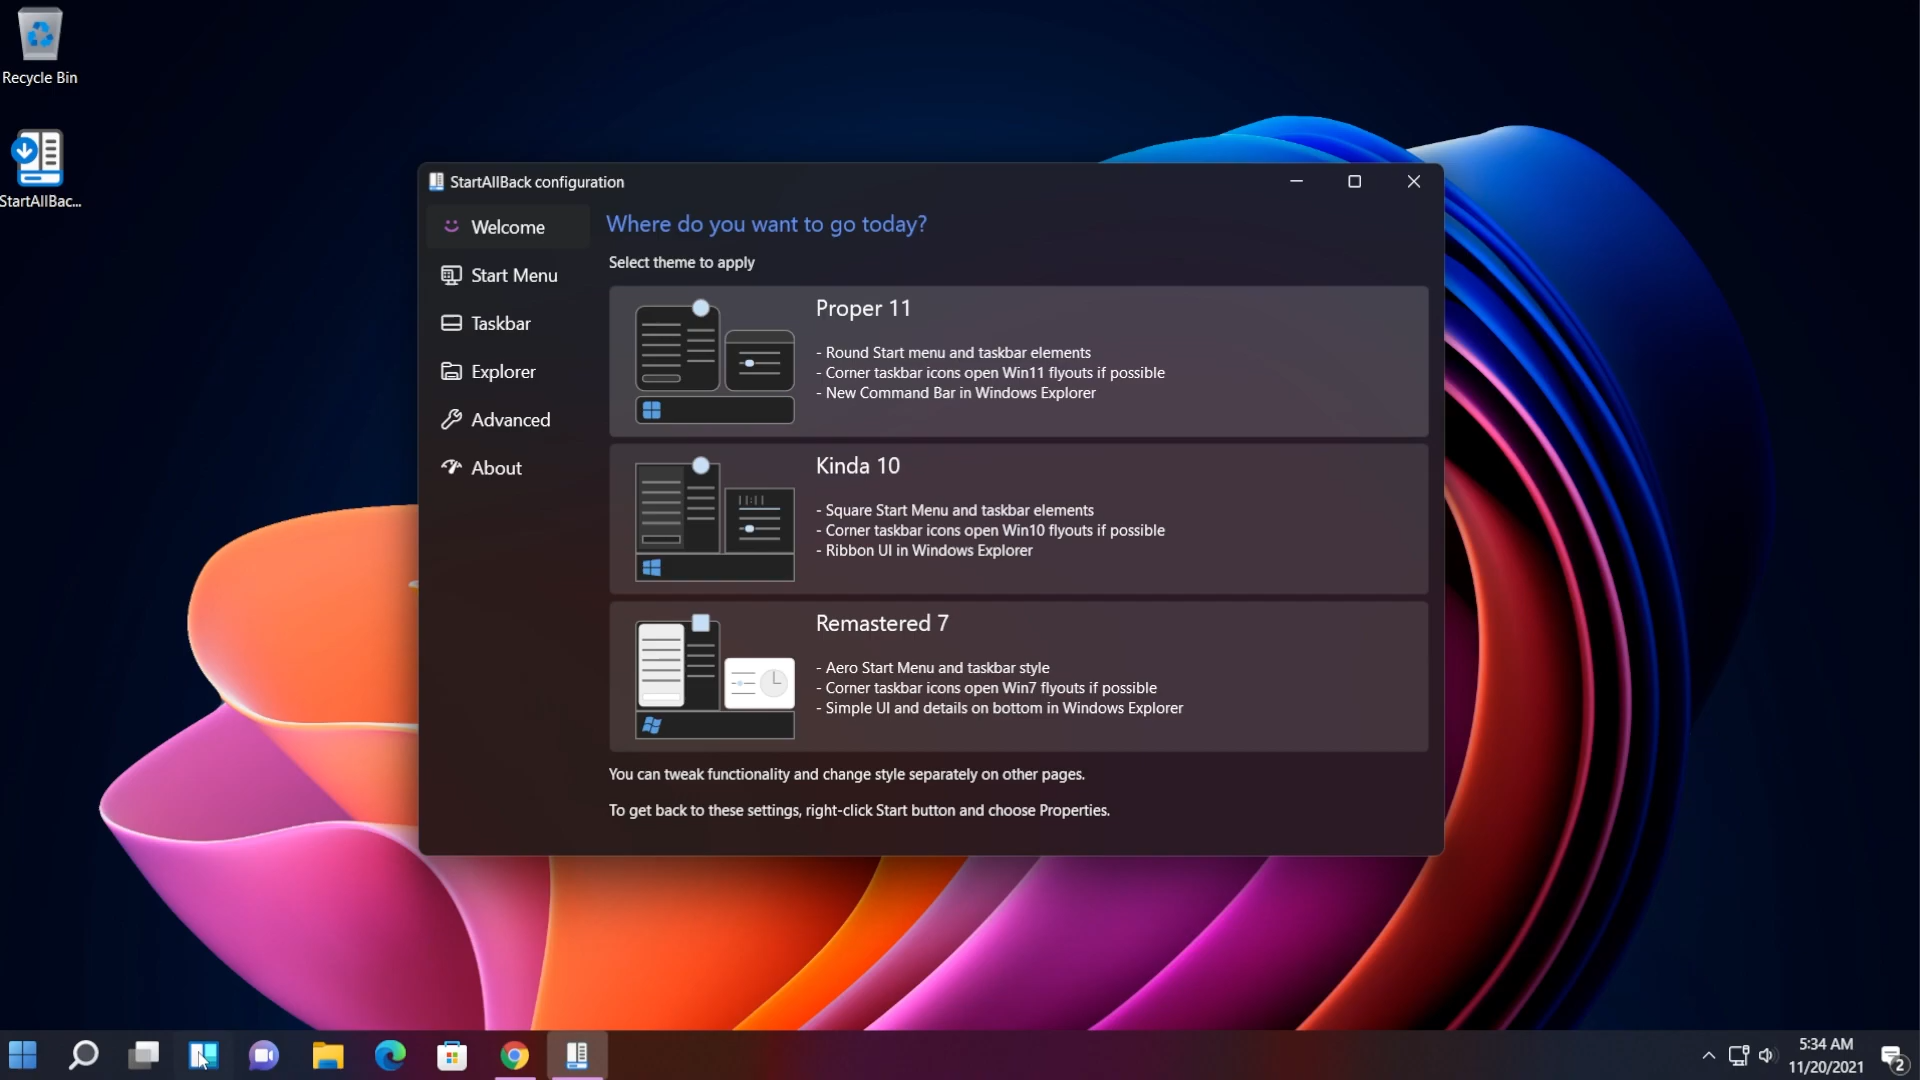 Recycle Bin
StartAllBac...
StartAllBack configuration
Welcome
Start Menu
Taskbar
Explorer
Advanced
About
Where do you want to go today?
Select theme to apply
Proper 11
- Round Start menu and taskbar elements
- Corner taskbar icons open Win11 flyouts if possible
- New Command Bar in Windows Explorer
Kinda 10
11:11
- Square Start Menu and taskbar elements
- Corner taskbar icons open Win10 flyouts if possible
- Ribbon UI in Windows Explorer
Remastered 7
- Aero Start Menu and taskbar style
- Corner taskbar icons open Win7 flyouts if possible
- Simple UI and details on bottom in Windows Explorer
You can tweak functionality and change style separately on other pages.
To get back to these settings, right-click Start button and choose Properties.
5:34 AM
11/20/2021
2